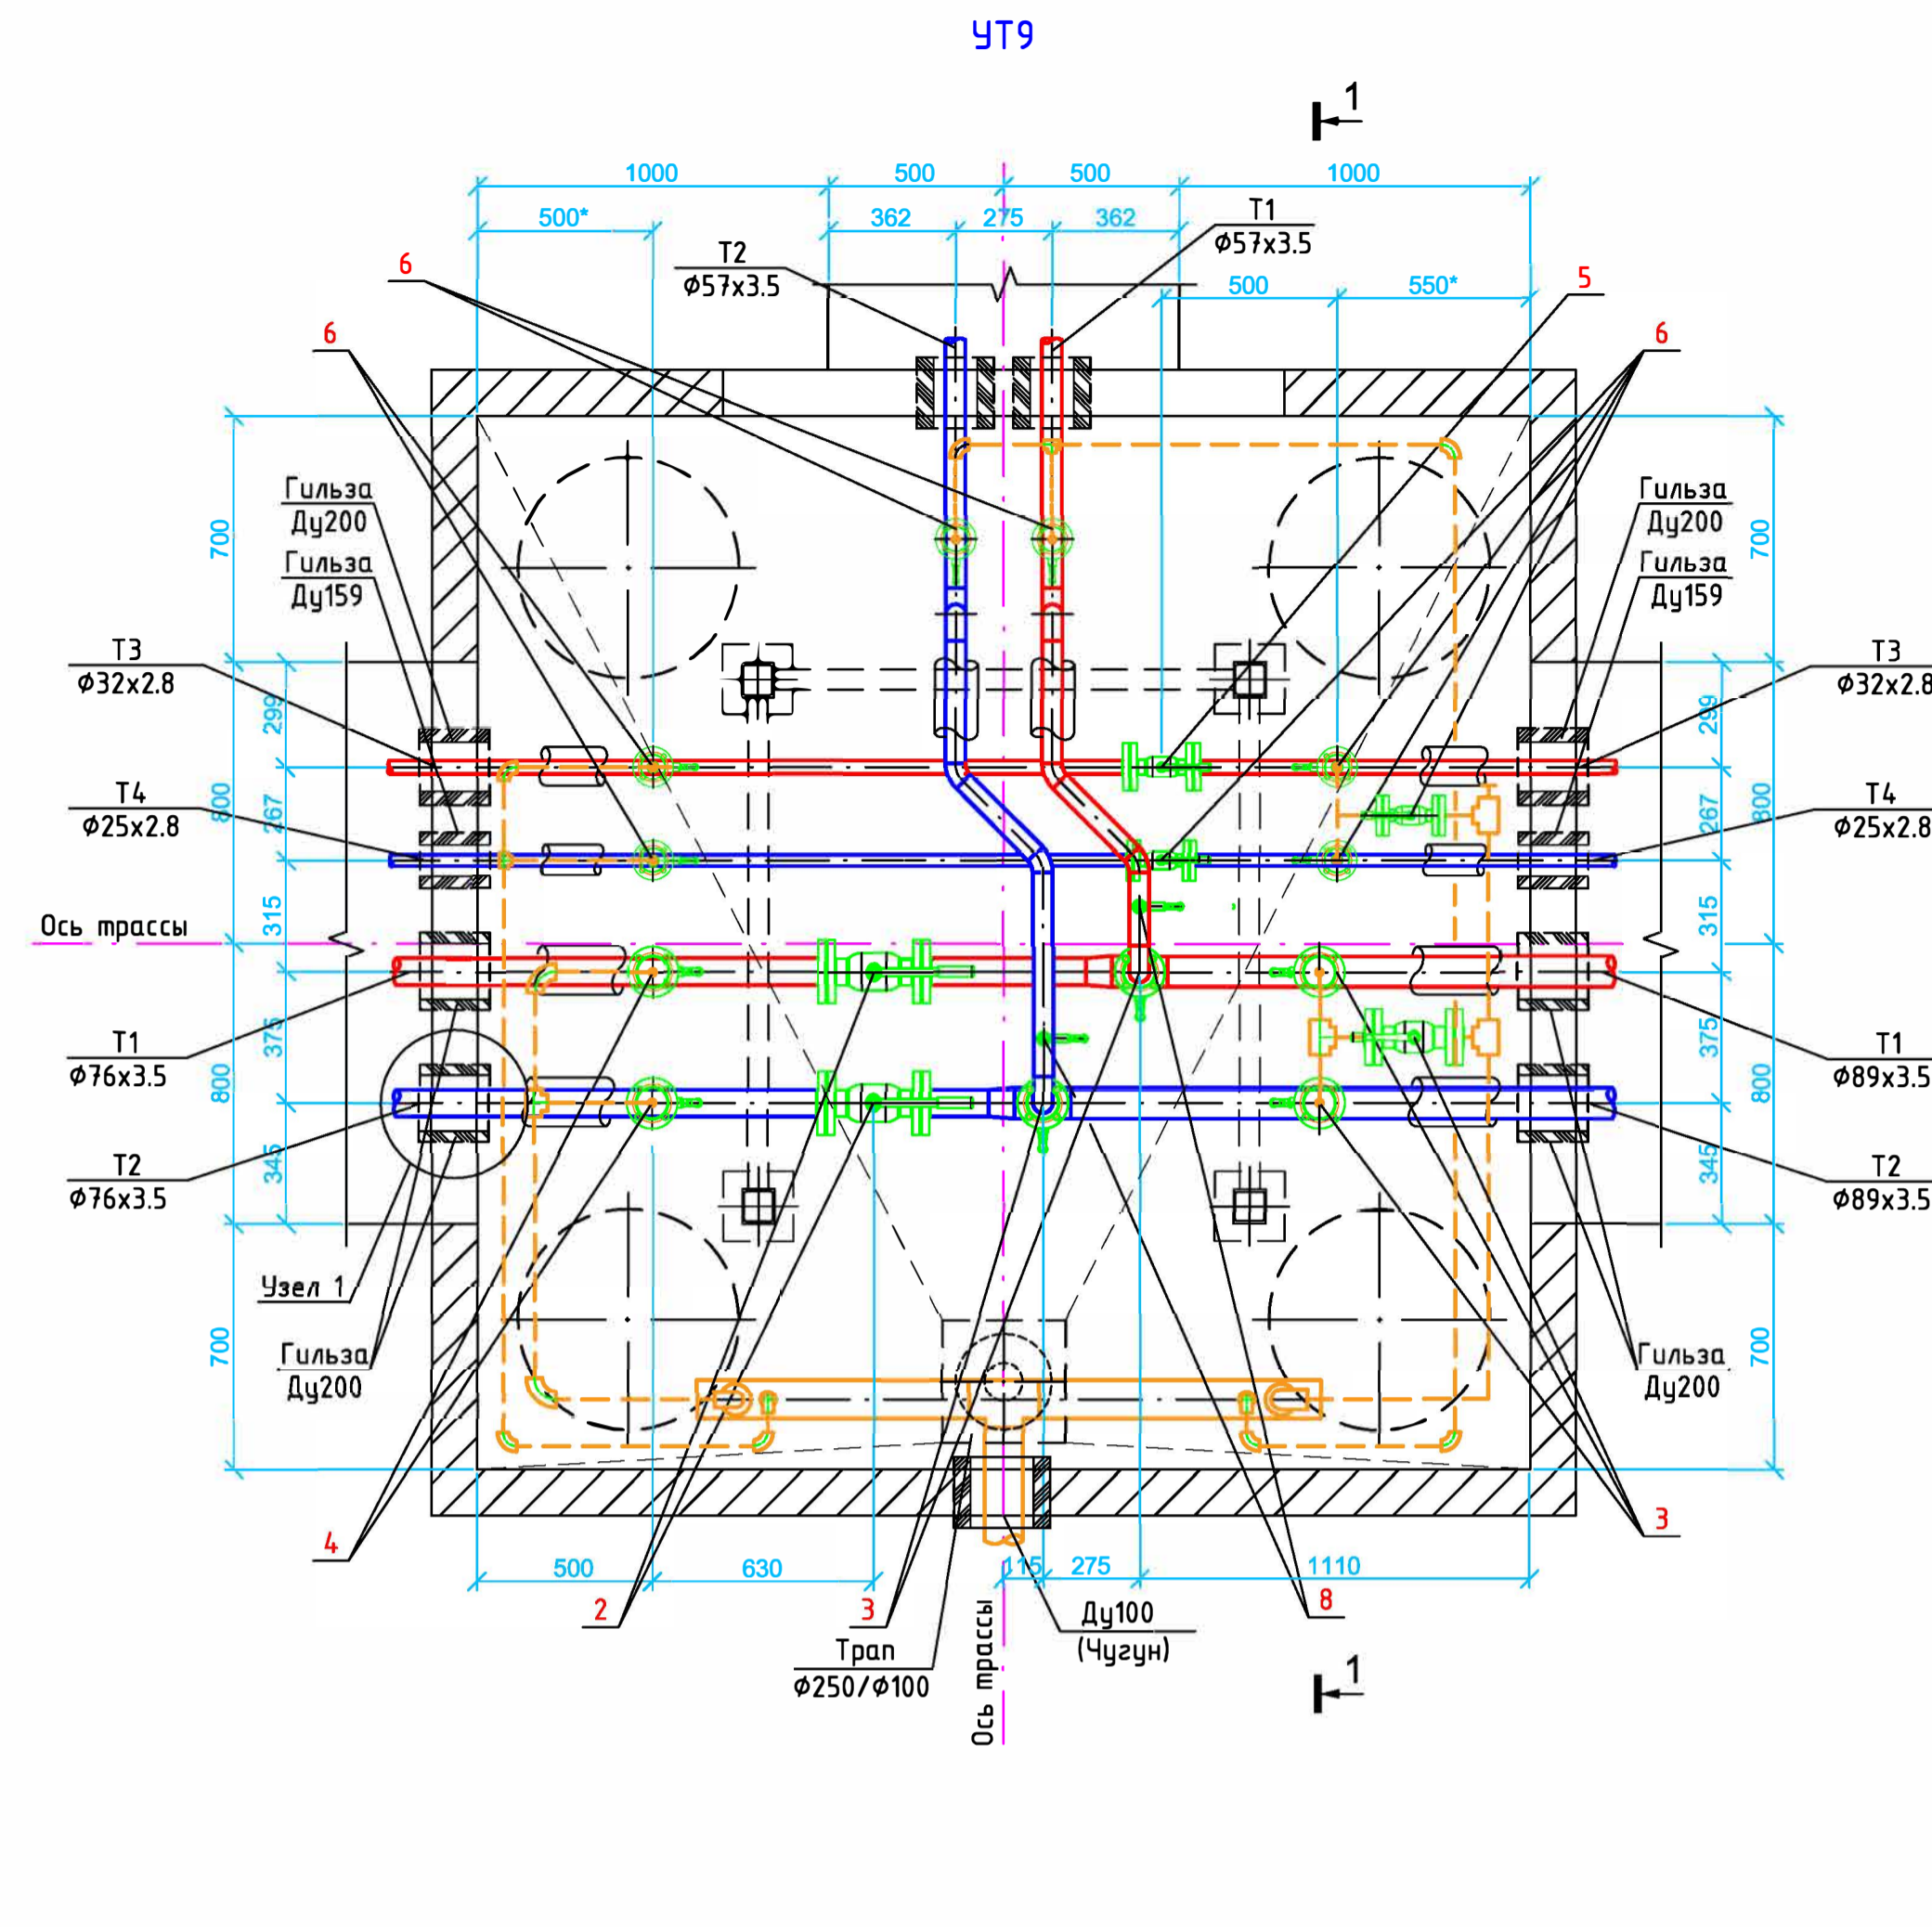 УТ9
1
1000
500
500
1000
500*
362
275
362
Т1
Ф57х3.5
Т2
Ф57х3.5
6
5
500
550*
6
6
Гильза
Ду200
Гильза
Ду159
Гильза
Ду200
Гильза
Ду159
700
700
Т3
Ф32х2.8
Т3
Ф32х2.8
299
299
Т4
Ф25х2.8
Т4
Ф25х2.8
800
267
267
800
315
315
Ось трассы
Т1
Ф76х3.5
Т1
Ф89х3.5
375
375
800
800
Т2
Ф76х3.5
Т2
Ф89х3.5
345
345
Узел 1
Гильза
Ду200
Гильза
Ду200
700
700
4
3
500
630
115
275
1110
2
3
8
Ду100
(Чугун)
Трап
Ф250/Ф100
Ось трассы
1